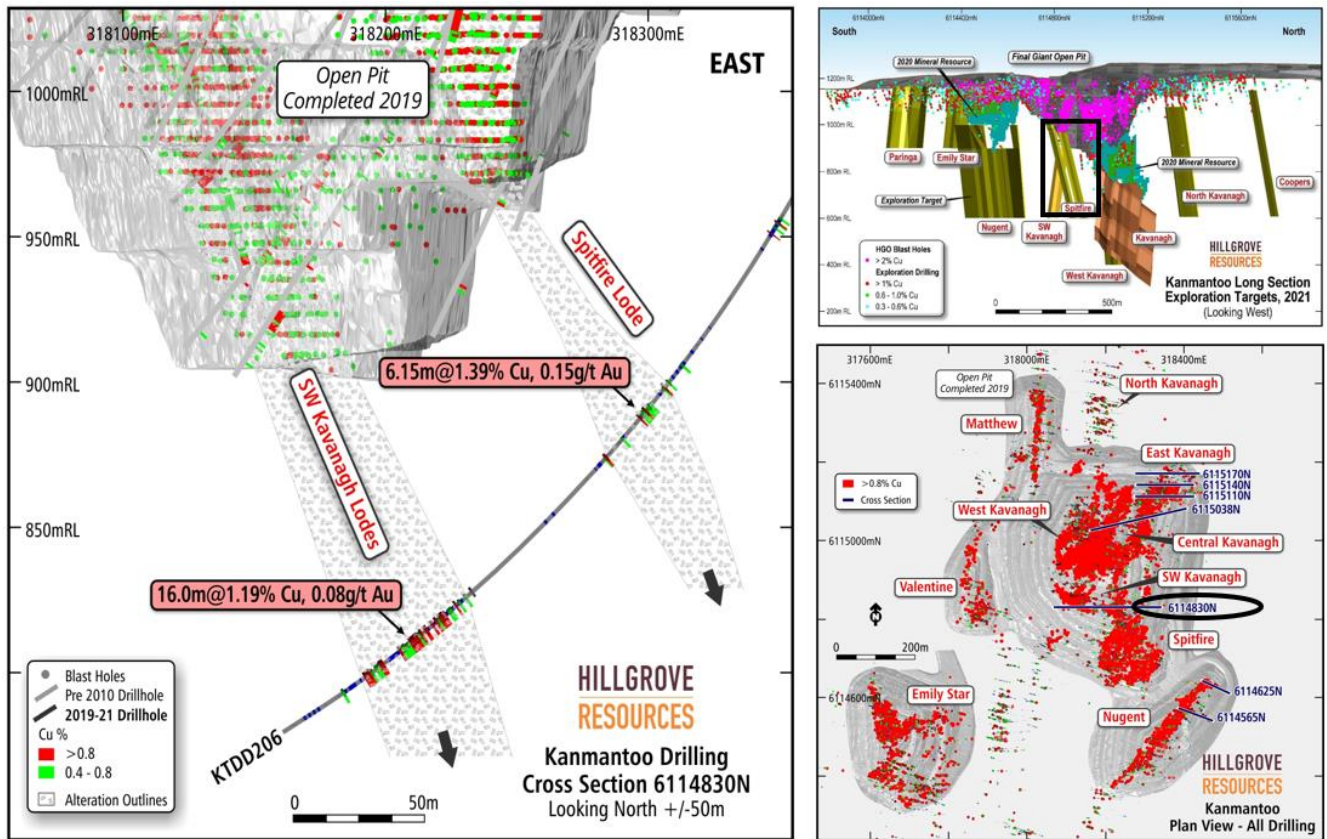 318100mE
318200mE
318300mE
EAST
Open Pit
Completed 2019
1000mRL
950mRL
900mRL
850mRL
Spitfire Lode
6.15m@1.39% Cu, 0.15g/t Au
SW Kavanagh Lodes
16.0m@1.19% Cu, 0.08g/t Au
KTDD206
Blast Holes
Pre 2010 Drillhole
2019-21 Drillhole
Cu %
>0.8
0.4 - 0.8
Alteration Outlines
0 50m
HILLGROVE
RESOURCES
Kanmantoo Drilling
Cross Section 6114830N
Looking North +/-50m
6114000mN
6114400mN
6114800mN
6115200mN
6115600mN
South
North
2020 Mineral Resource
Final Giant Open Pit
1200m RL
1000m RL
800m RL
600m RL
400m RL
200m RL
Paringa
Emily Star
Exploration Target
Nugent
SW
Kavanagh
Spitfire
2020 Mineral Resource
Kavanagh
West Kavanagh
North Kavanagh
Coopers
HGO Blast Holes
> 2% Cu
Exploration Drilling
> 1% Cu
0.6 - 1.0% Cu
0.3 - 0.6% Cu
0 500m
HILLGROVE
RESOURCES
Kanmantoo Long Section
Exploration Targets, 2021
(Looking West)
317600mE
318000mE
318400mE
6115400mN
6115000mN
6114600mN
Open Pit
Completed 2019
Matthew
North Kavanagh
East Kavanagh
6115170N
6115140N
6115110N
6115038N
>0.8% Cu
Cross Section
West Kavanagh
Central Kavanagh
SW Kavanagh
Valentine
6114830N
Spitfire
0 200m
Emily Star
Nugent
6114625N
6114565N
HILLGROVE
RESOURCES
Kanmantoo
Plan View - All Drilling